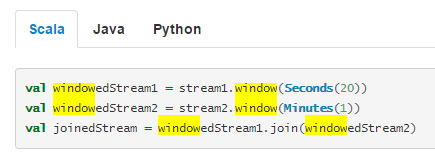 Scala Java Python
val windowedStream1 = stream1.window(Seconds(20))
val windowedStream2 = stream2.window(Minutes(1))
val joinedStream = windowedStream1.join(windowedStream2)